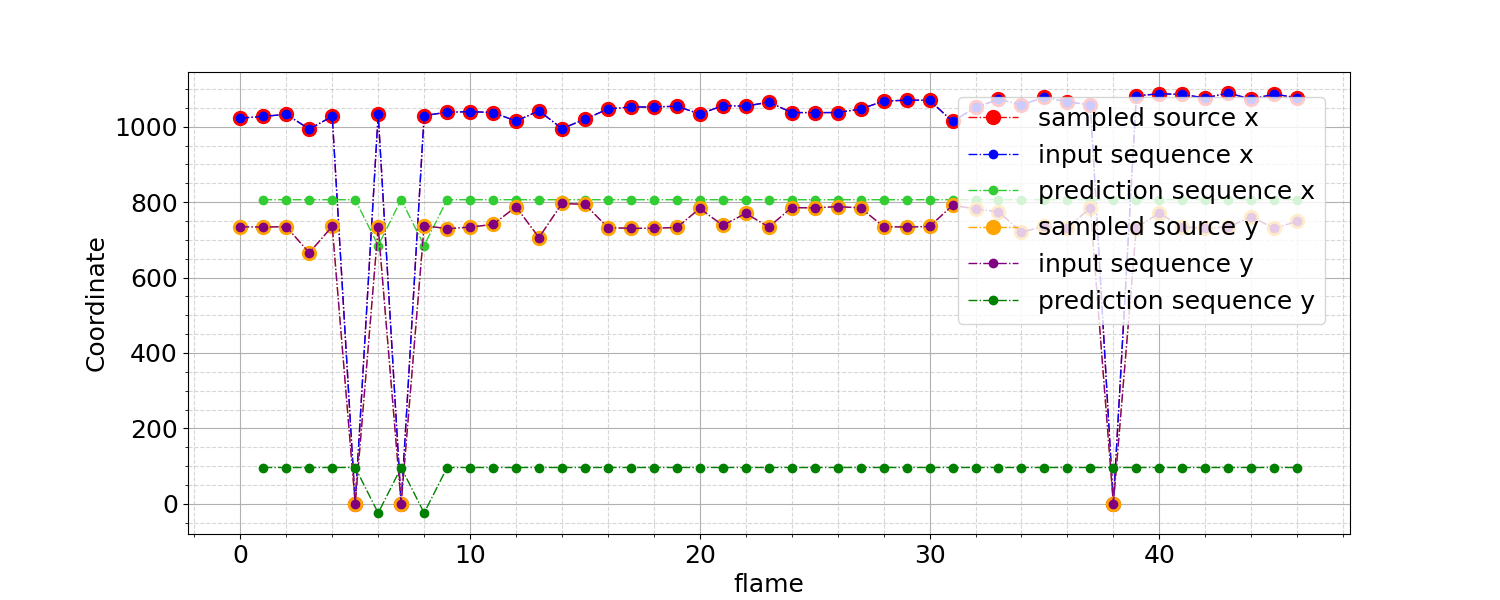 Coordinate
1000
800
600
400
200
0
sampled source x
input sequence x
prediction sequence x
sampled source y
input sequence y
prediction sequence y
0 10 20 30 40
flame